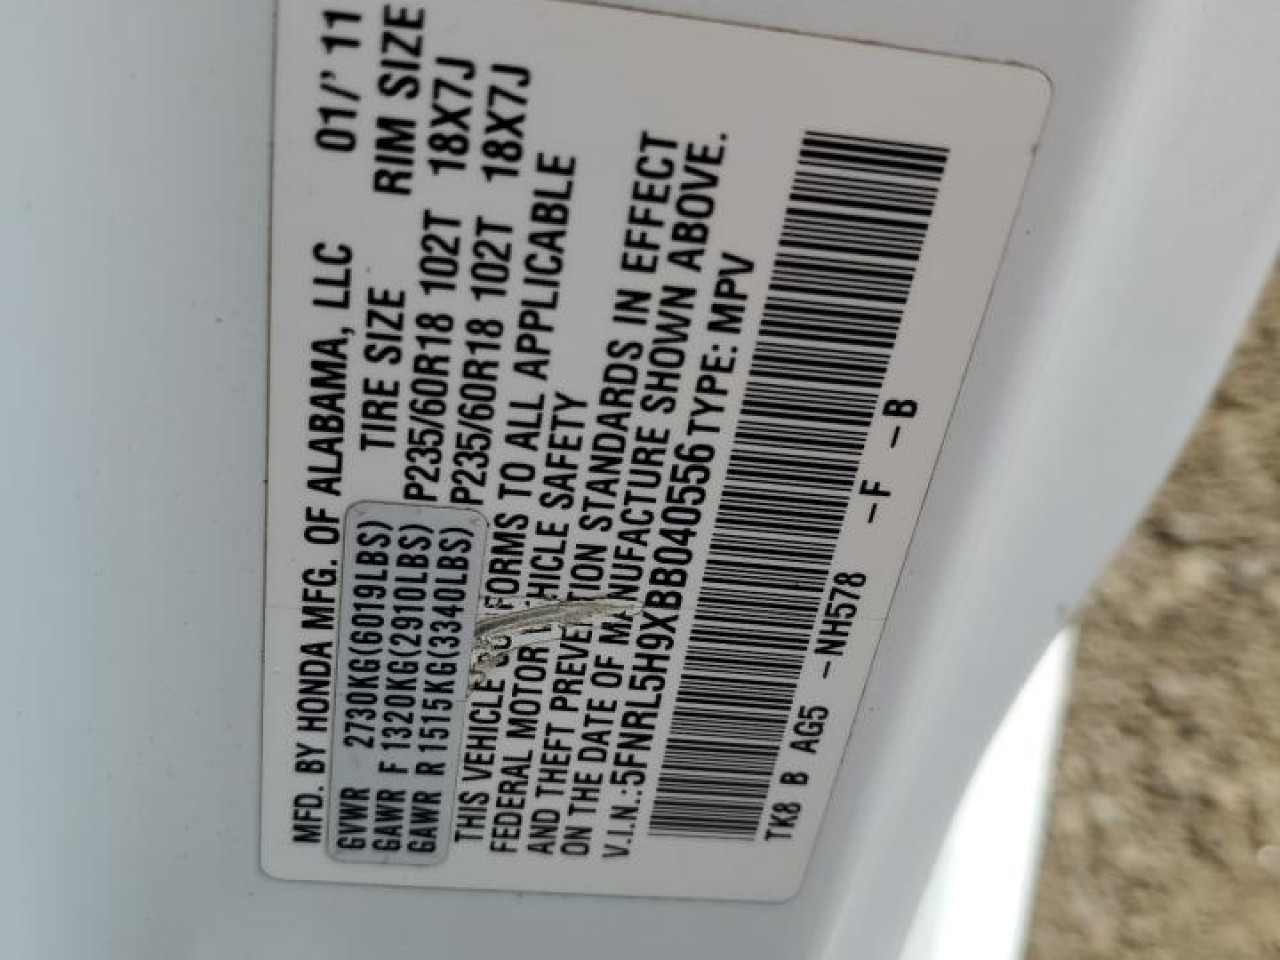 MFD. BY HONDA MFG. OF ALABAMA, LLC 01/' 11
TIRE SIZE RIM SIZE
GVWR 2730KG(6019LBS)
GAWR F 1320KG(2910LBS) P235/60R18 102T 18X7J
GAWR R 1515KG(3340LBS) P235/60R18 102T 18X7J
THIS VEHICLE CONFORMS TO ALL APPLICABLE
FEDERAL MOTOR VEHICLE SAFETY
AND THEFT PREVENTION STANDARDS IN EFFECT
ON THE DATE OF MANUFACTURE SHOWN ABOVE.
V.I.N.:5FNRL5H9XBB040556 TYPE: MPV
TK8 B AG5 -NH578 -F -B